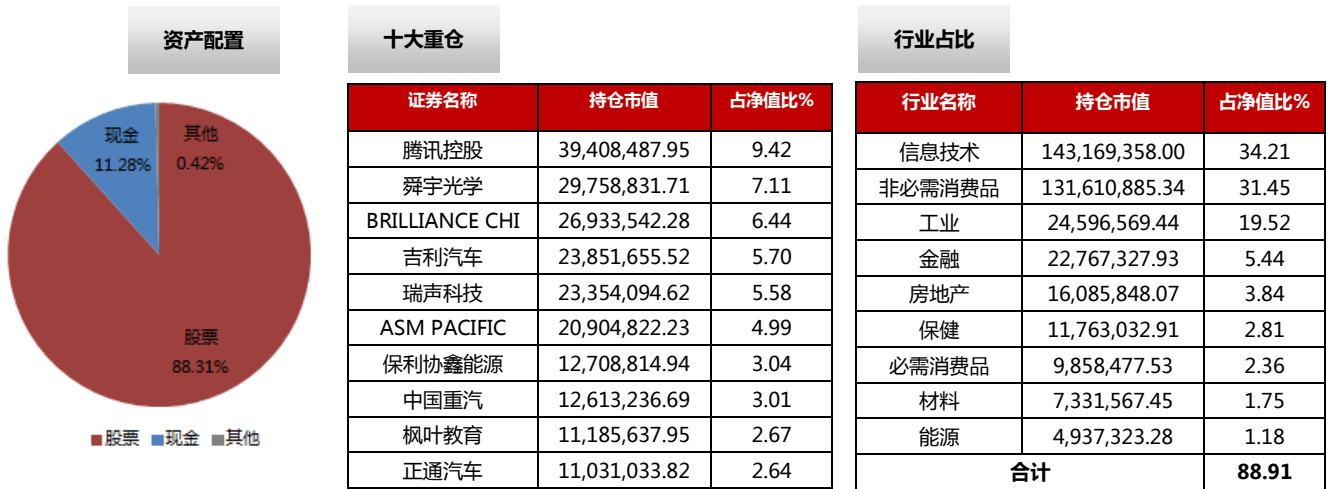 资产配置
现金
11.28%
其他
0.42%
股票
88.31%
股票 现金 其他
十大重仓
证券名称 持仓市值 占净值比%
腾讯控股 39,408,487.95 9.42
舜宇光学 29,758,831.71 7.11
BRILLIANCE CHI 26,933,542.28 6.44
吉利汽车 23,851,655.52 5.70
瑞声科技 23,354,094.62 5.58
ASM PACIFIC 20,904,822.23 4.99
保利协鑫能源 12,708,814.94 3.04
中国重汽 12,613,236.69 3.01
枫叶教育 11,185,637.95 2.67
正通汽车 11,031,033.82 2.64
行业占比
行业名称 持仓市值 占净值比%
信息技术 143,169,358.00 34.21
非必需消费品 131,610,885.34 31.45
工业 24,596,569.44 19.52
金融 22,767,327.93 5.44
房地产 16,085,848.07 3.84
保健 11,763,032.91 2.81
必需消费品 9,858,477.53 2.36
材料 7,331,567.45 1.75
能源 4,937,323.28 1.18
合计 88.91